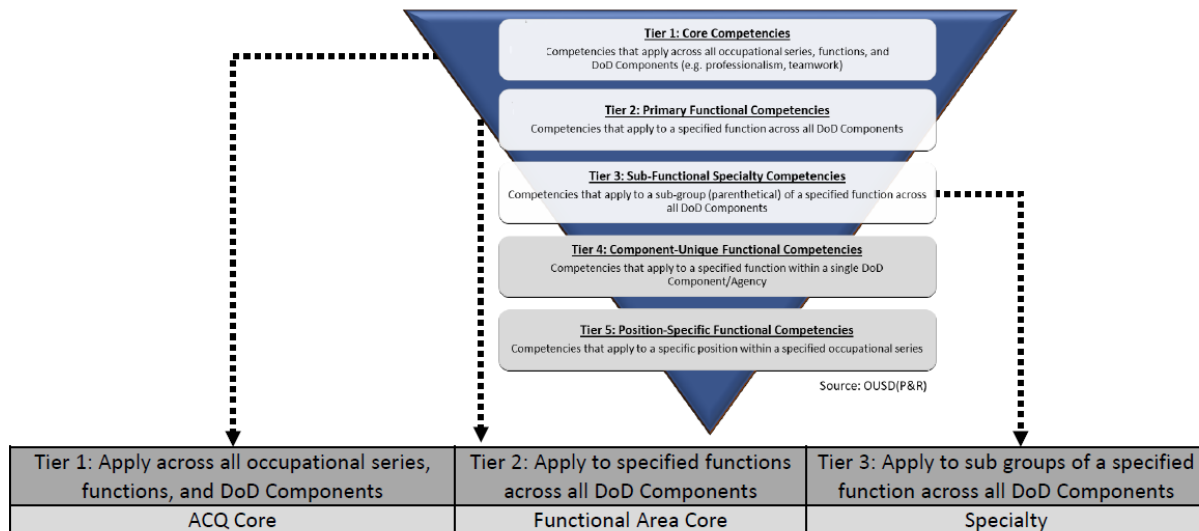 Tier 1: Core Competencies
Competencies that apply across all occupational series, functions, and
DoD Components (e.g. professionalism, teamwork)
Tier 2: Primary Functional Competencies
Competencies that apply to a specified function across all DoD Components
Tier 3: Sub-Functional Specialty Competencies
Competencies that apply to a sub-group (parenthetical) of a specified function across
all DoD Components
Tier 4: Component-Unique Functional Competencies
Competencies that apply to a specified function within a single DoD
Component/Agency
Tier 5: Position-Specific Functional Competencies
Competencies that apply to a specific position within a specified occupational series
Source: OUSD(P&R)
Tier 1: Apply across all occupational series,
functions, and DoD Components
Tier 2: Apply to specified functions
across all DoD Components
Tier 3: Apply to sub groups of a specified
function across all DoD Components
ACQ Core
Functional Area Core
Specialty